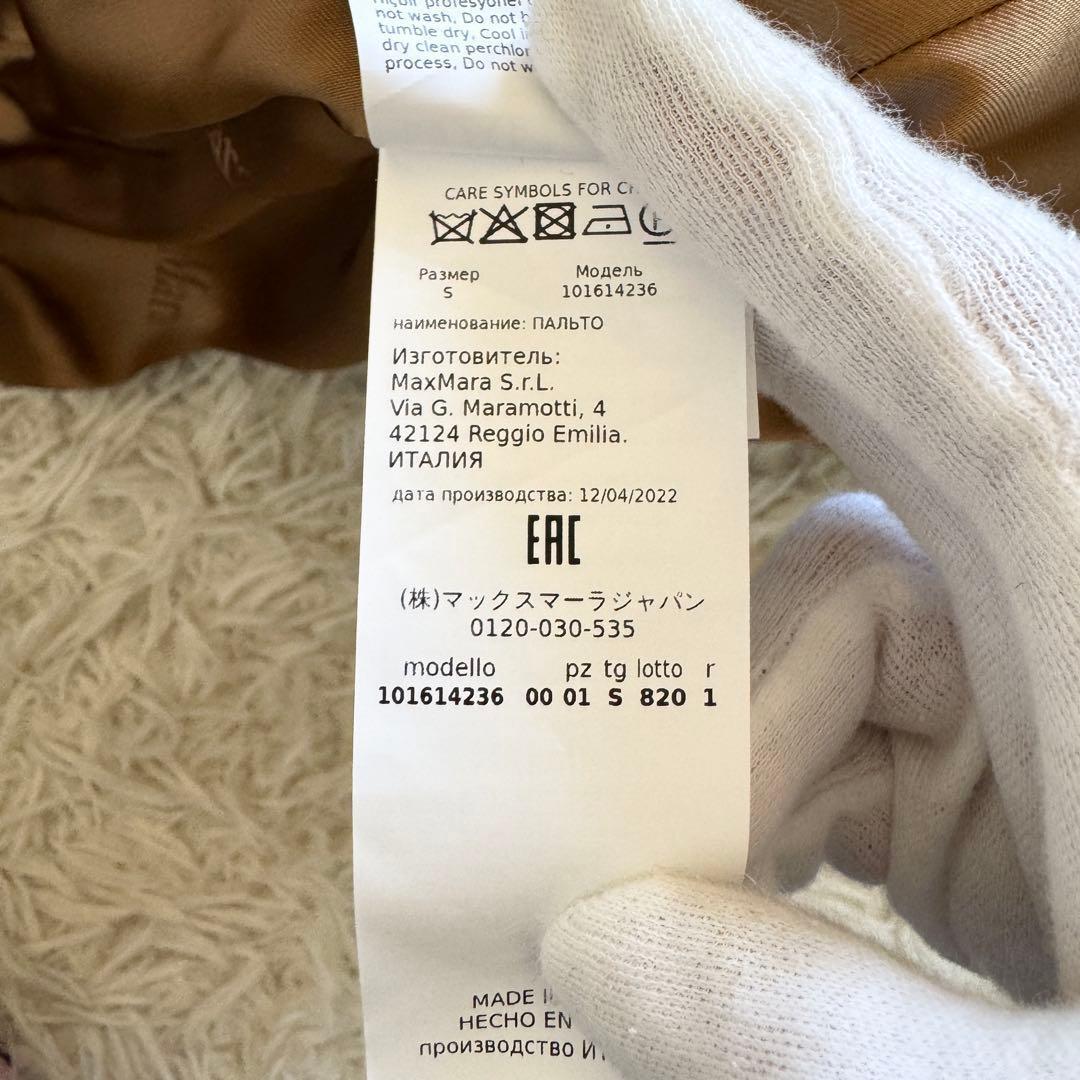 not wash. Do not
tumble dry. Cool
dry clean
process. Do not
CARE SYMBOLS FOR
Размер Модель
S 101614236
наименование: ПАЛЬТО
Изготовитель:
MaxMara S.r.L.
Via G. Maramotti, 4
42124 Reggio Emilia.
ИТАЛИЯ
дата производства: 12/04/2022
EAC
(株)マックスマーラジャパン
0120-030-535
modello pz tg lotto r
101614236 00 01 S 820 1
MADE
HECHO EN
производство